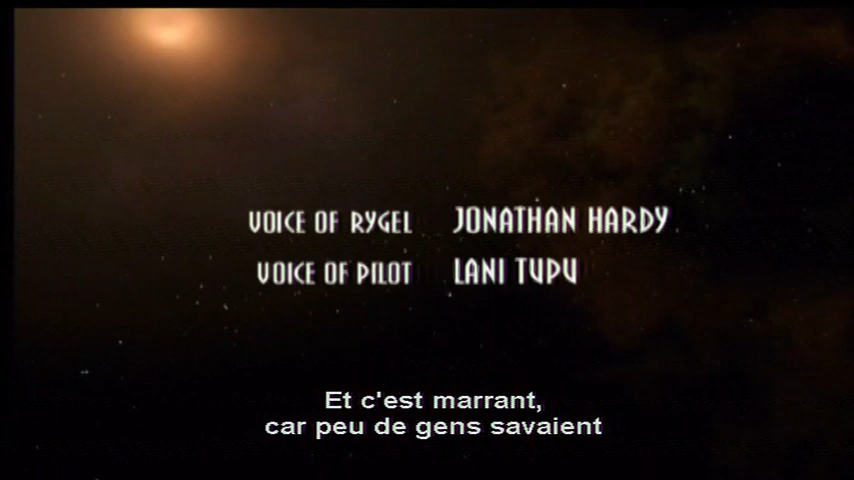 VOICE OF RYGEL JONATHAN HARDY
VOICE OF PILOT LANI TUPU
Et c'est marrant,
car peu de gens savaient